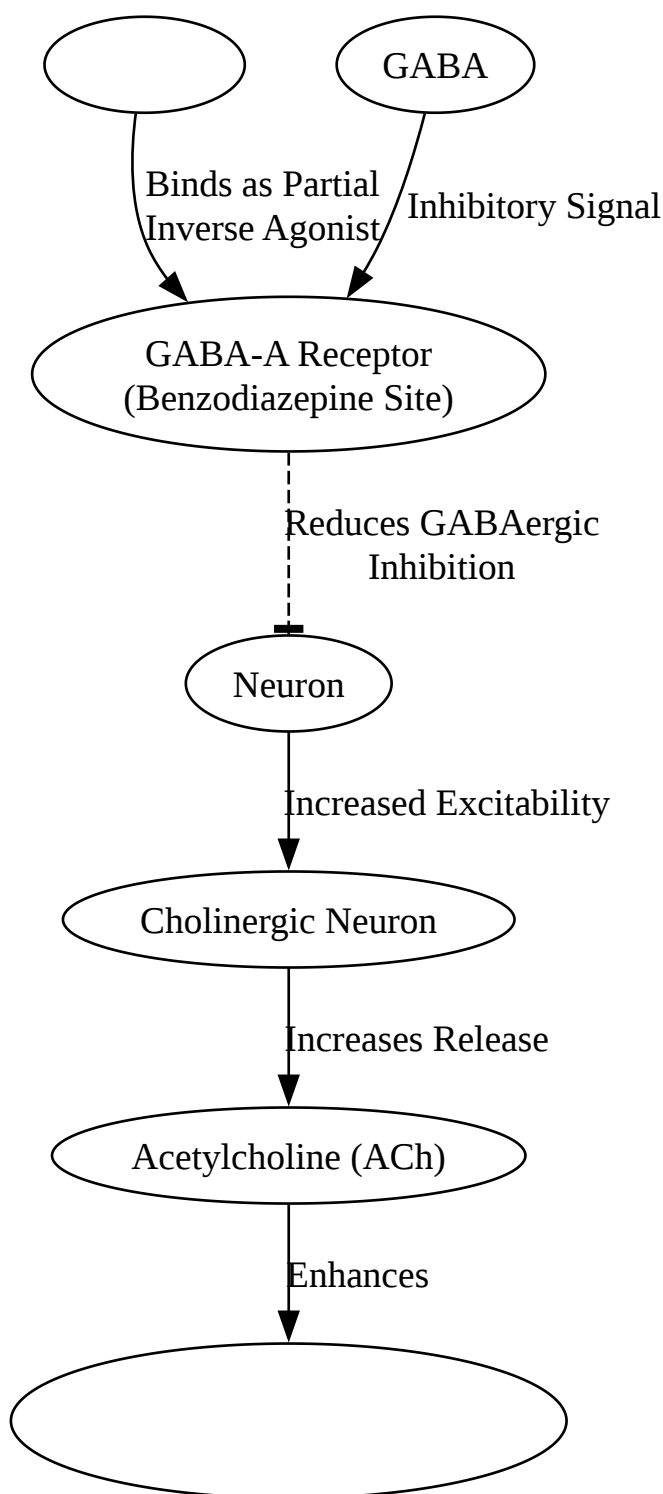 GABA
Binds as Partial
Inverse Agonist
Inhibitory Signal
GABA-A Receptor
(Benzodiazepine Site)
Reduces GABAergic
Inhibition
Neuron
Increased Excitability
Cholinergic Neuron
Increases Release
Acetylcholine (ACh)
Enhances